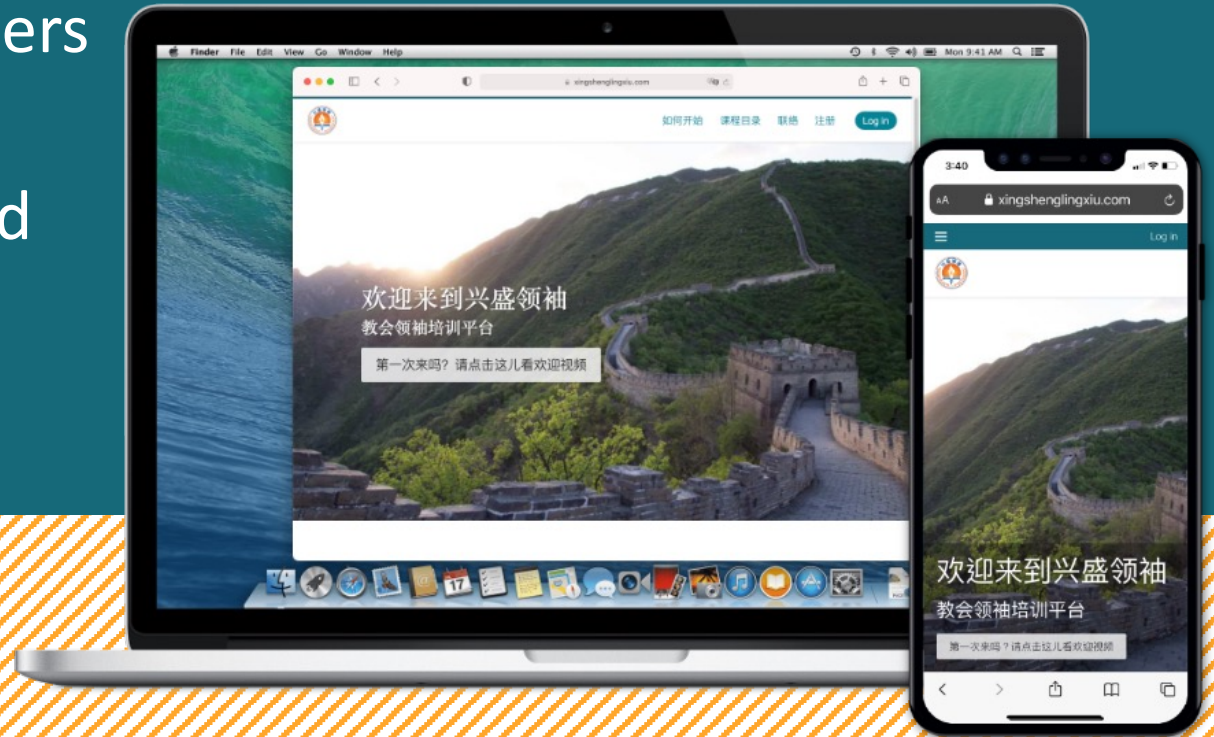 ers
d
Finder File Edit View Go Window Help
Mon 9:41 AM
xingshenglingxiu.com
如何开始 课程目录 联络 注册 Log in
欢迎来到兴盛领袖
教会领袖培训平台
第一次来吗？请点击这儿看欢迎视频
17
3:40
AA xingshenglingxiu.com
Log in
欢迎来到兴盛领袖
教会领袖培训平台
第一次来吗？请点击这儿看欢迎视频